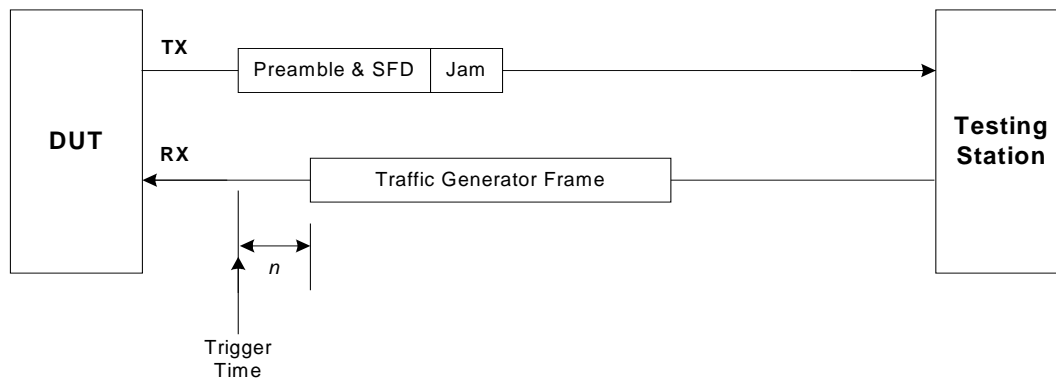 TX
Preamble & SFD
Jam
DUT
Testing
Station
RX
Traffic Generator Frame
n
Trigger
Time